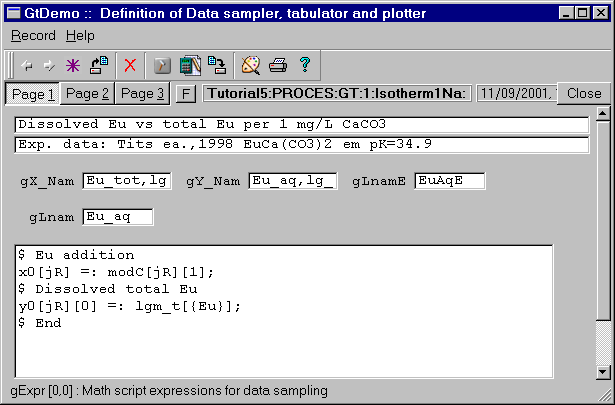 GtDemo :: Definition of Data sampler, tabulator and plotter
Record Help
Page 1 Page 2 Page 3 F Tutorial5:PROCES:GT:1:Isotherm1Na: 11/09/2001, Close
Dissolved Eu vs total Eu per 1 mg/L CaCO3
Exp. data: Tits ea.,1998 EuCa(CO3)2 em pK=34.9
gX_Nam Eu_tot,lg gY_Nam Eu_aq,lg_ gLnamE EuAqE
gLnam Eu_aq
$ Eu addition
x0[jR] =: modC[jR][1];
$ Dissolved total Eu
y0[jR][0] =: lgm_t[{Eu}];
$ End
gExpr [0,0] : Math script expressions for data sampling